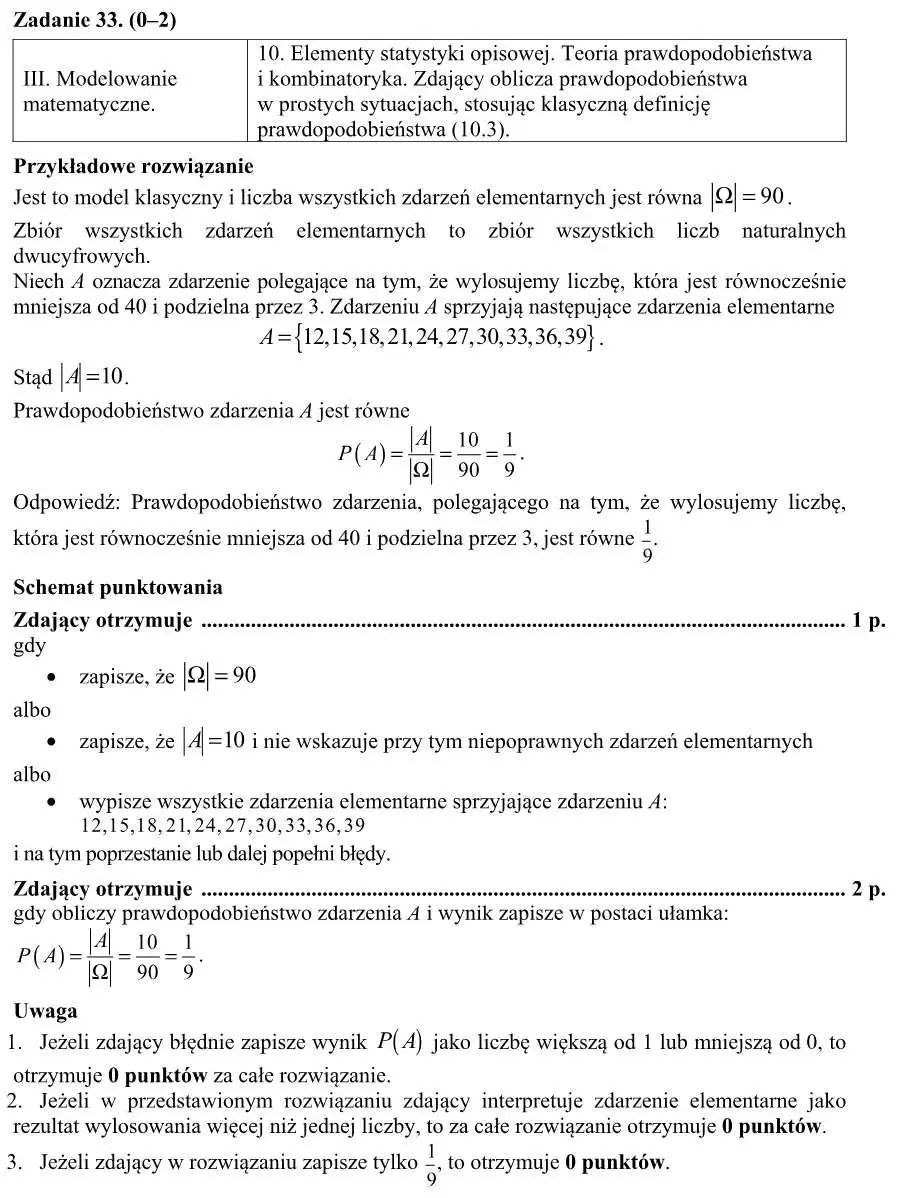 Zadanie 33. (0–2)
III. Modelowanie
matematyczne.
10. Elementy statystyki opisowej. Teoria prawdopodobieństwa
i kombinatoryka. Zdający oblicza prawdopodobieństwa
w prostych sytuacjach, stosując klasyczną definicję
prawdopodobieństwa (10.3).
Przykładowe rozwiązanie
Jest to model klasyczny i liczba wszystkich zdarzeń elementarnych jest równa |Ω| = 90.
Zbiór wszystkich zdarzeń elementarnych to zbiór wszystkich liczb naturalnych
dwucyfrowych.
Niech A oznacza zdarzenie polegające na tym, że wylosujemy liczbę, która jest równocześnie
mniejsza od 40 i podzielna przez 3. Zdarzeniu A sprzyjają następujące zdarzenia elementarne
A = {12,15,18,21,24,27,30,33,36,39}.
Stąd |A| = 10.
Prawdopodobieństwo zdarzenia A jest równe
P(A) = |A|/|Ω| = 10/90 = 1/9.
Odpowiedź: Prawdopodobieństwo zdarzenia, polegającego na tym, że wylosujemy liczbę,
która jest równocześnie mniejsza od 40 i podzielna przez 3, jest równe 1/9.
Schemat punktowania
Zdający otrzymuje ........................................................................................................................ 1 p.
gdy
• zapisze, że |Ω| = 90
albo
• zapisze, że |A| = 10 i nie wskazuje przy tym niepoprawnych zdarzeń elementarnych
albo
• wypisze wszystkie zdarzenia elementarne sprzyjające zdarzeniu A:
12,15,18,21,24,27,30,33,36,39
i na tym poprzestanie lub dalej popełni błędy.
Zdający otrzymuje ........................................................................................................................ 2 p.
gdy obliczy prawdopodobieństwo zdarzenia A i wynik zapisze w postaci ułamka:
P(A) = |A|/|Ω| = 10/90 = 1/9.
Uwaga
1. Jeżeli zdający błędnie zapisze wynik P(A) jako liczbę większą od 1 lub mniejszą od 0, to
otrzymuje 0 punktów za całe rozwiązanie.
2. Jeżeli w przedstawionym rozwiązaniu zdający interpretuje zdarzenie elementarne jako
rezultat wylosowania więcej niż jednej liczby, to za całe rozwiązanie otrzymuje 0 punktów.
3. Jeżeli zdający w rozwiązaniu zapisze tylko 1/9, to otrzymuje 0 punktów.